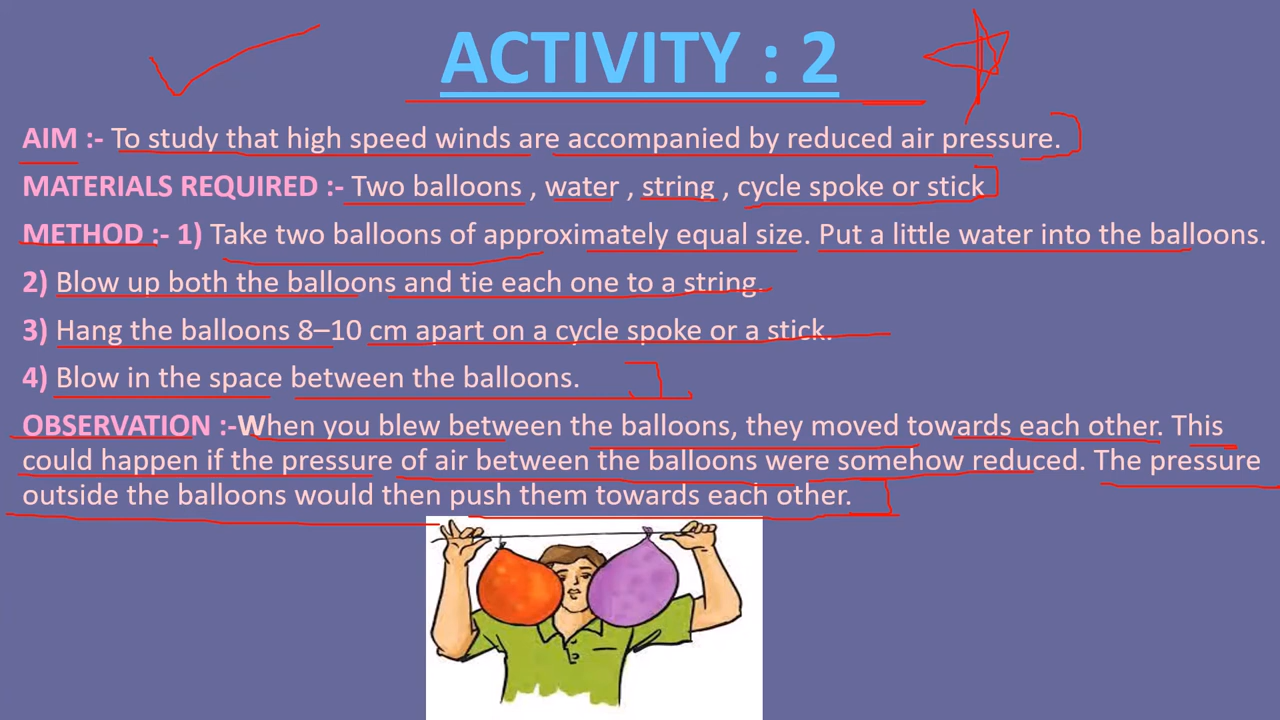 ACTIVITY : 2
AIM :- To study that high speed winds are accompanied by reduced air pressure.
MATERIALS REQUIRED :- Two balloons , water , string , cycle spoke or stick
METHOD :- 1) Take two balloons of approximately equal size. Put a little water into the balloons.
2) Blow up both the balloons and tie each one to a string.
3) Hang the balloons 8–10 cm apart on a cycle spoke or a stick.
4) Blow in the space between the balloons.
OBSERVATION :-When you blew between the balloons, they moved towards each other. This
could happen if the pressure of air between the balloons were somehow reduced. The pressure
outside the balloons would then push them towards each other.